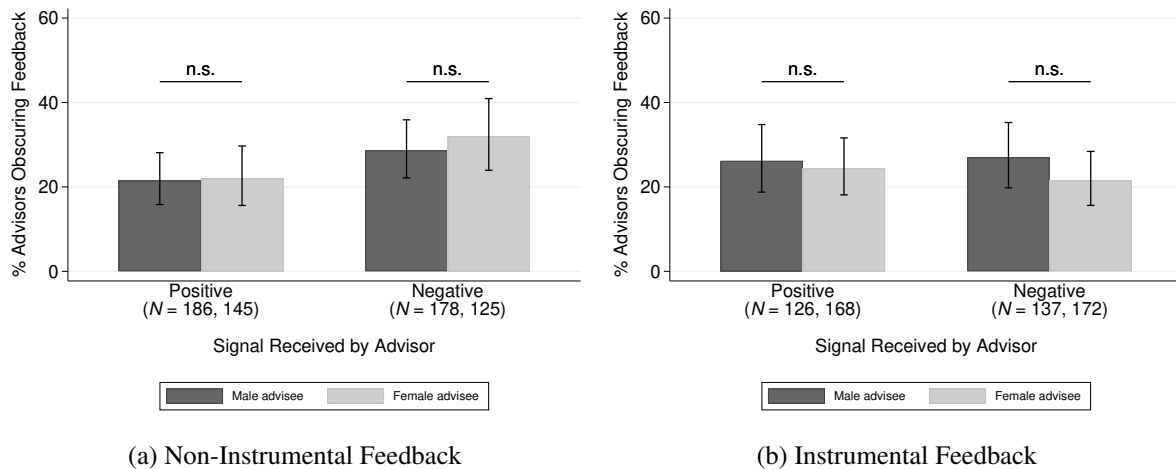 % Advisors Obscuring Feedback
60
40
20
0
n.s.
n.s.
Positive
(N = 186, 145)
Negative
(N = 178, 125)
Signal Received by Advisor
Male advisee
Female advisee
(a) Non-Instrumental Feedback
% Advisors Obscuring Feedback
60
40
20
0
n.s.
n.s.
Positive
(N = 126, 168)
Negative
(N = 137, 172)
Signal Received by Advisor
Male advisee
Female advisee
(b) Instrumental Feedback